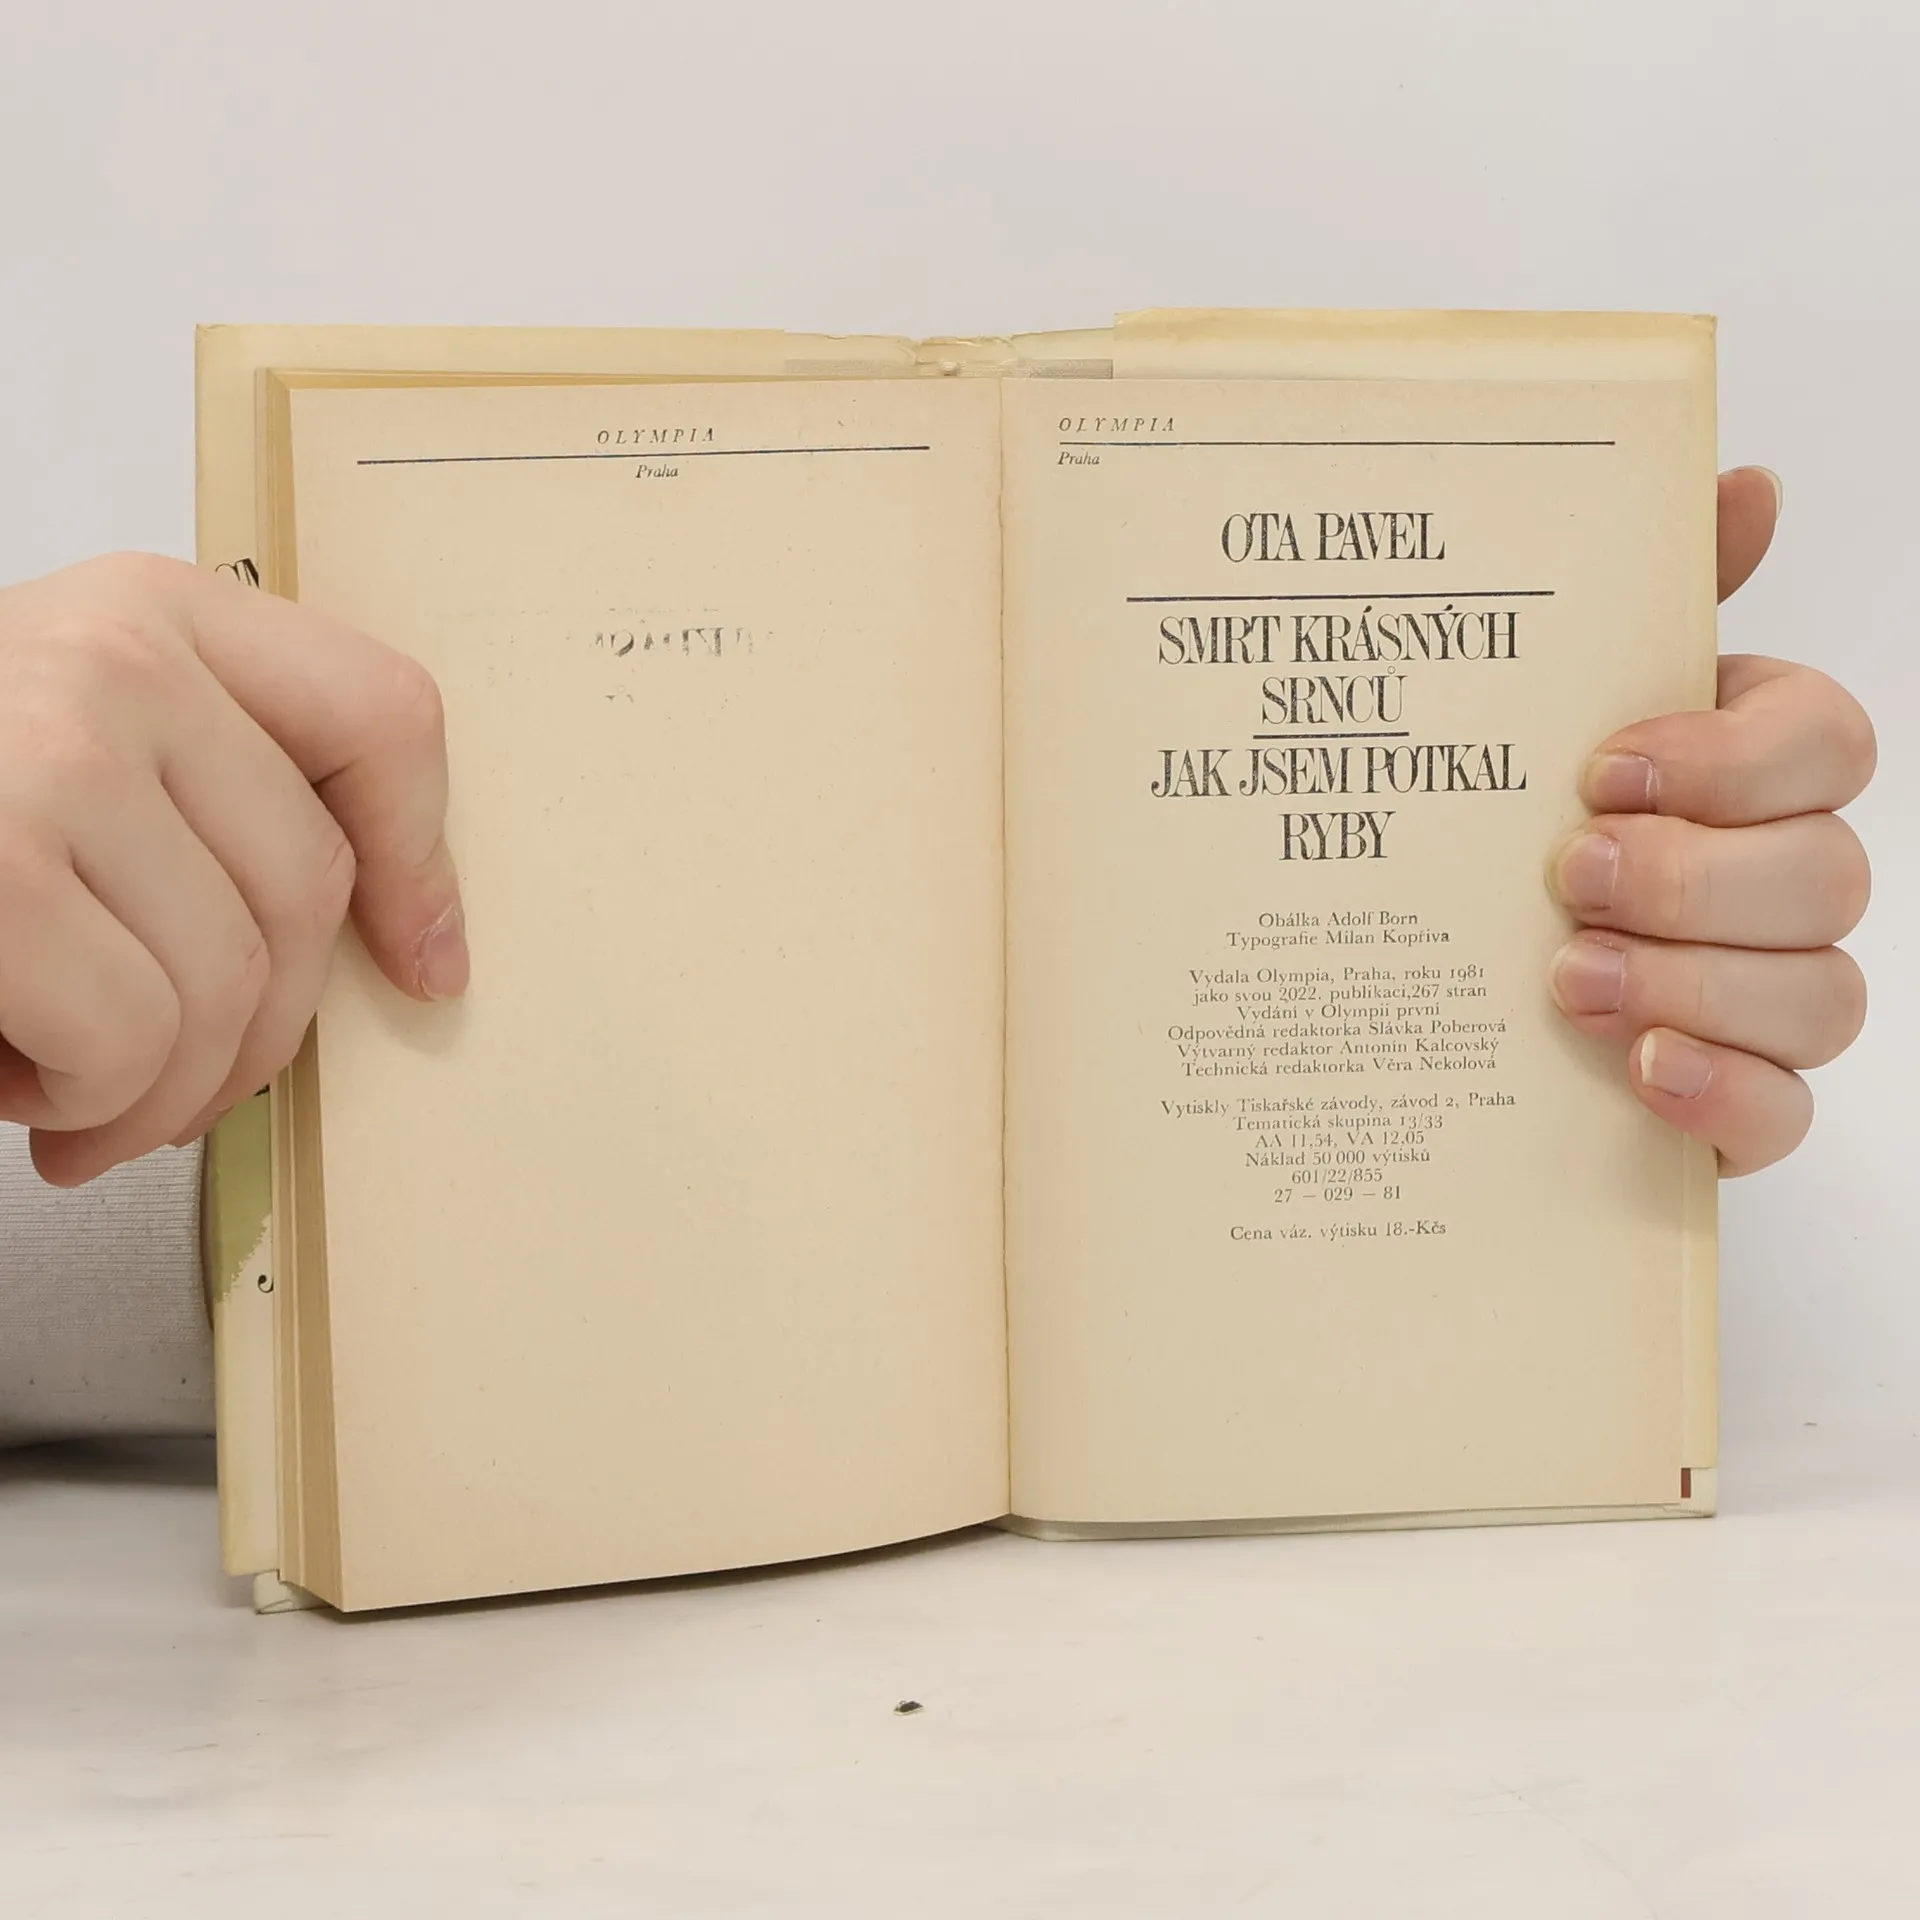 OLYMPIA
Praha
OLYMPIA
Praha
OTA PAVEL
SMRT KRÁSNÝCH
SRNCŮ
JAK JSEM POTKAL
RYBY
Obálka Adolf Born
Typografie Milan Kopřiva
Vydala Olympia, Praha, roku 1981
jako svou 2022. publikaci,267 stran
Vydání v Olympii první
Odpovědná redaktorka Slávka Poberová
Výtvarný redaktor Antonín Kalcovský
Technická redaktorka Věra Nekolová
Vytiskly Tiskařské závody, závod 2, Praha
Tematická skupina 13/33
AA 11,54, VA 12,05
Náklad 50 000 výtisků
601/22/855
27 — 029 — 81
Cena váz. výtisku 18.-Kčs